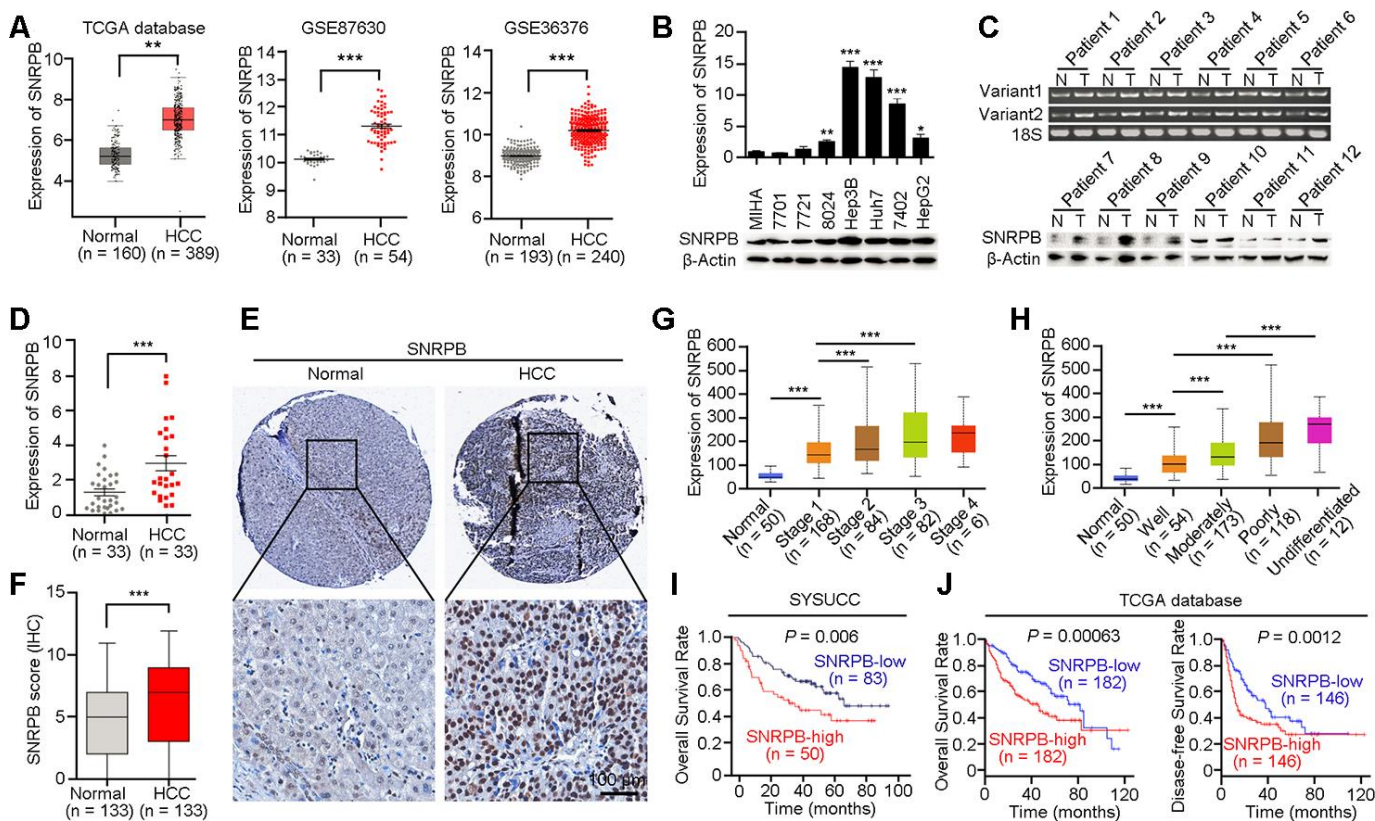 A
TCGA database
Expression of SNRPB
10
8
6
4
2
**
Normal
(n = 160)
HCC
(n = 389)
GSE87630
Expression of SNRPB
14
13
12
11
10
9
8
***
Normal
(n = 33)
HCC
(n = 54)
GSE36376
Expression of SNRPB
14
12
10
8
6
***
Normal
(n = 193)
HCC
(n = 240)
B
Expression of SNRPB
20
15
10
5
0
**
***
***
***
*
MIHA
7701
7721
8024
Hep3B
Huh7
7402
HepG2
SNRPB
β-Actin
C
Patient 1
Patient 2
Patient 3
Patient 4
Patient 5
Patient 6
N T N T N T N T N T N T
Variant1
Variant2
18S
Patient 7
Patient 8
Patient 9
Patient 10
Patient 11
Patient 12
N T N T N T N T N T N T
SNRPB
β-Actin
D
Expression of SNRPB
10
8
6
4
2
0
***
Normal
(n = 33)
HCC
(n = 33)
E
SNRPB
Normal
HCC
100 μm
F
SNRPB score (IHC)
15
10
5
0
***
Normal
(n = 133)
HCC
(n = 133)
G
Expression of SNRPB
600
500
400
300
200
100
0
***
***
***
Normal
(n = 50)
Stage 1
(n = 168)
Stage 2
(n = 84)
Stage 3
(n = 82)
Stage 4
(n = 6)
H
Expression of SNRPB
600
500
400
300
200
100
0
***
***
***
***
Normal
(n = 50)
Well
(n = 54)
Moderately
(n = 173)
Poorly
(n = 118)
Undifferentiated
(n = 12)
I
SYSUCC
Overall Survival Rate
1.0
0.8
0.6
0.4
0.2
0
P = 0.006
SNRPB-low
(n = 83)
SNRPB-high
(n = 50)
0 20 40 60 80 100
Time (months)
J
TCGA database
Overall Survival Rate
1.0
0.8
0.6
0.4
0.2
0
P = 0.00063
SNRPB-low
(n = 182)
SNRPB-high
(n = 182)
0 40 80 120
Time (months)
Disease-free Survival Rate
1.0
0.8
0.6
0.4
0.2
0
P = 0.0012
SNRPB-low
(n = 146)
SNRPB-high
(n = 146)
0 40 80 120
Time (months)